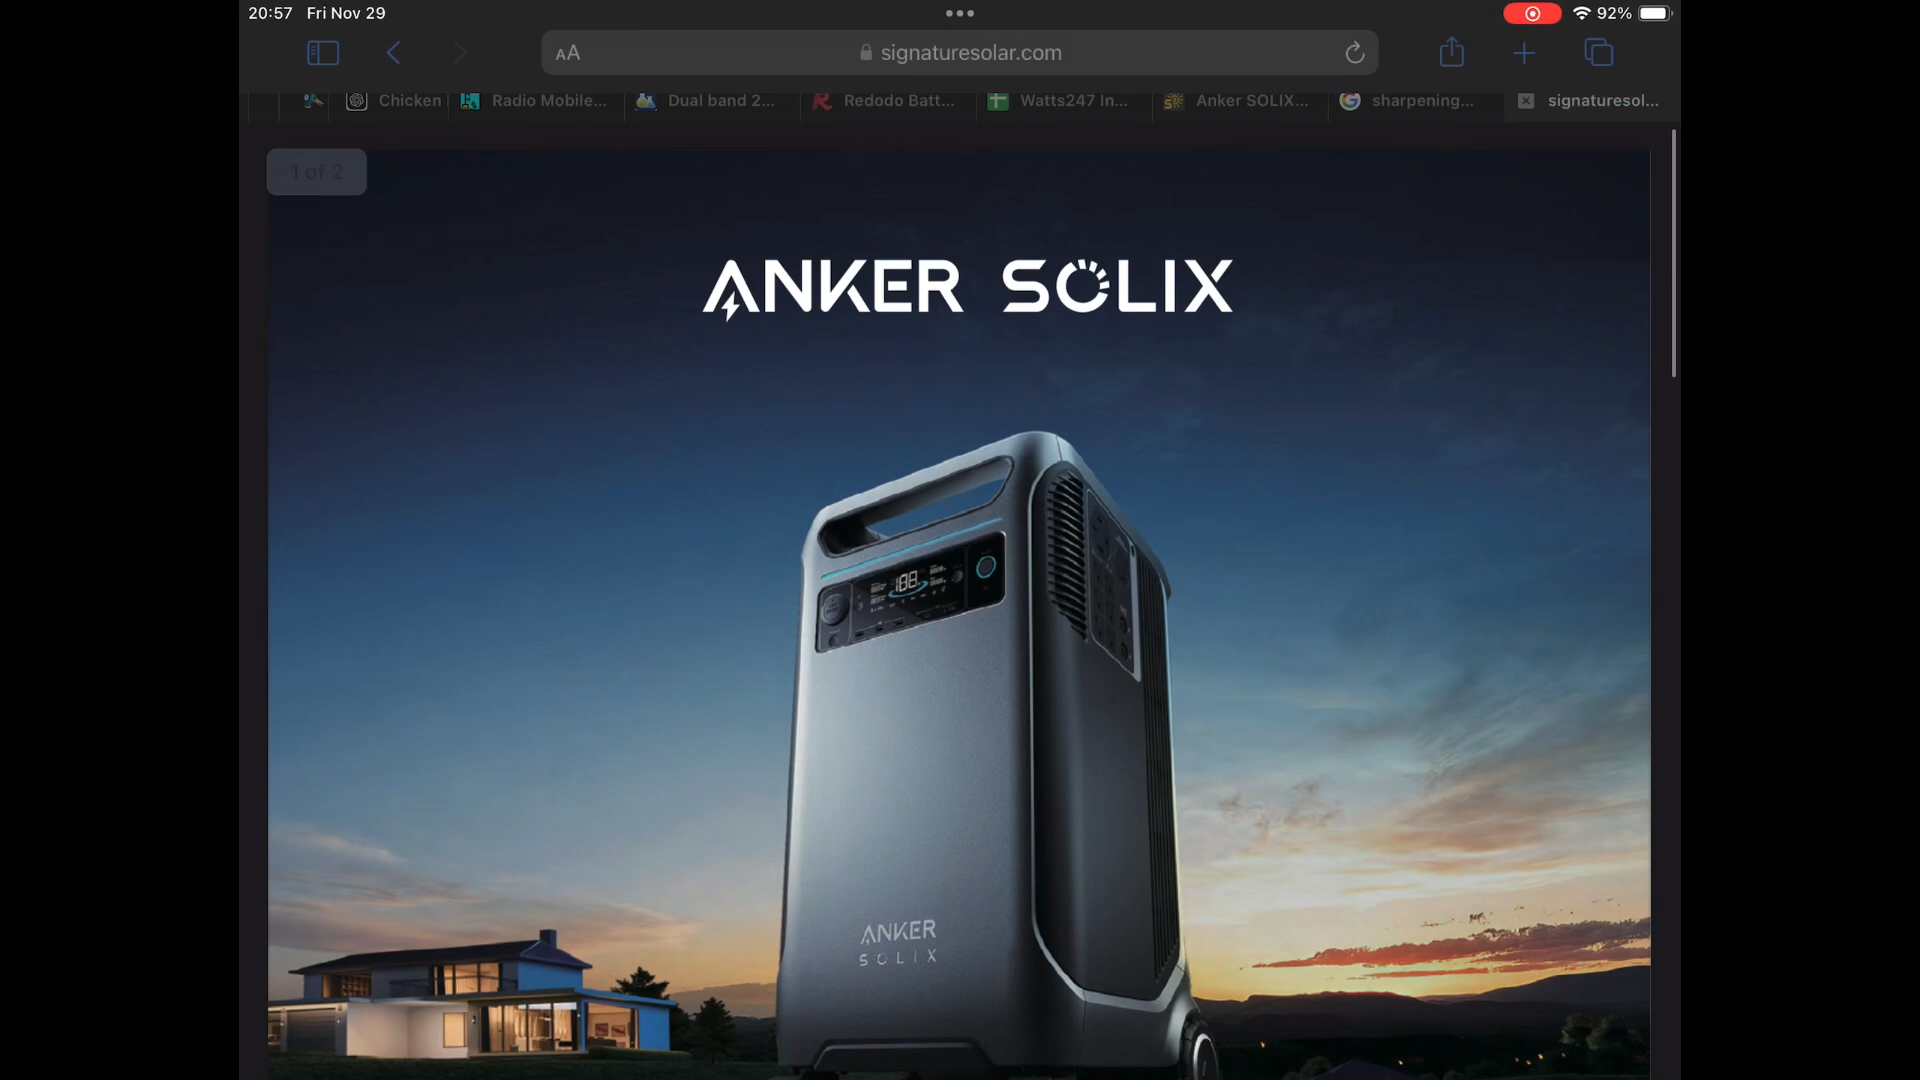 20:57 Fri Nov 29
92%
AA
signaturesolar.com
Chicken
Radio Mobile...
Dual band 2...
Redodo Batt...
Watts247 In...
Anker SOLIX...
sharpening...
signaturesol...
1 of 2
ANKER SOLIX
188
ANKER
SOLIX